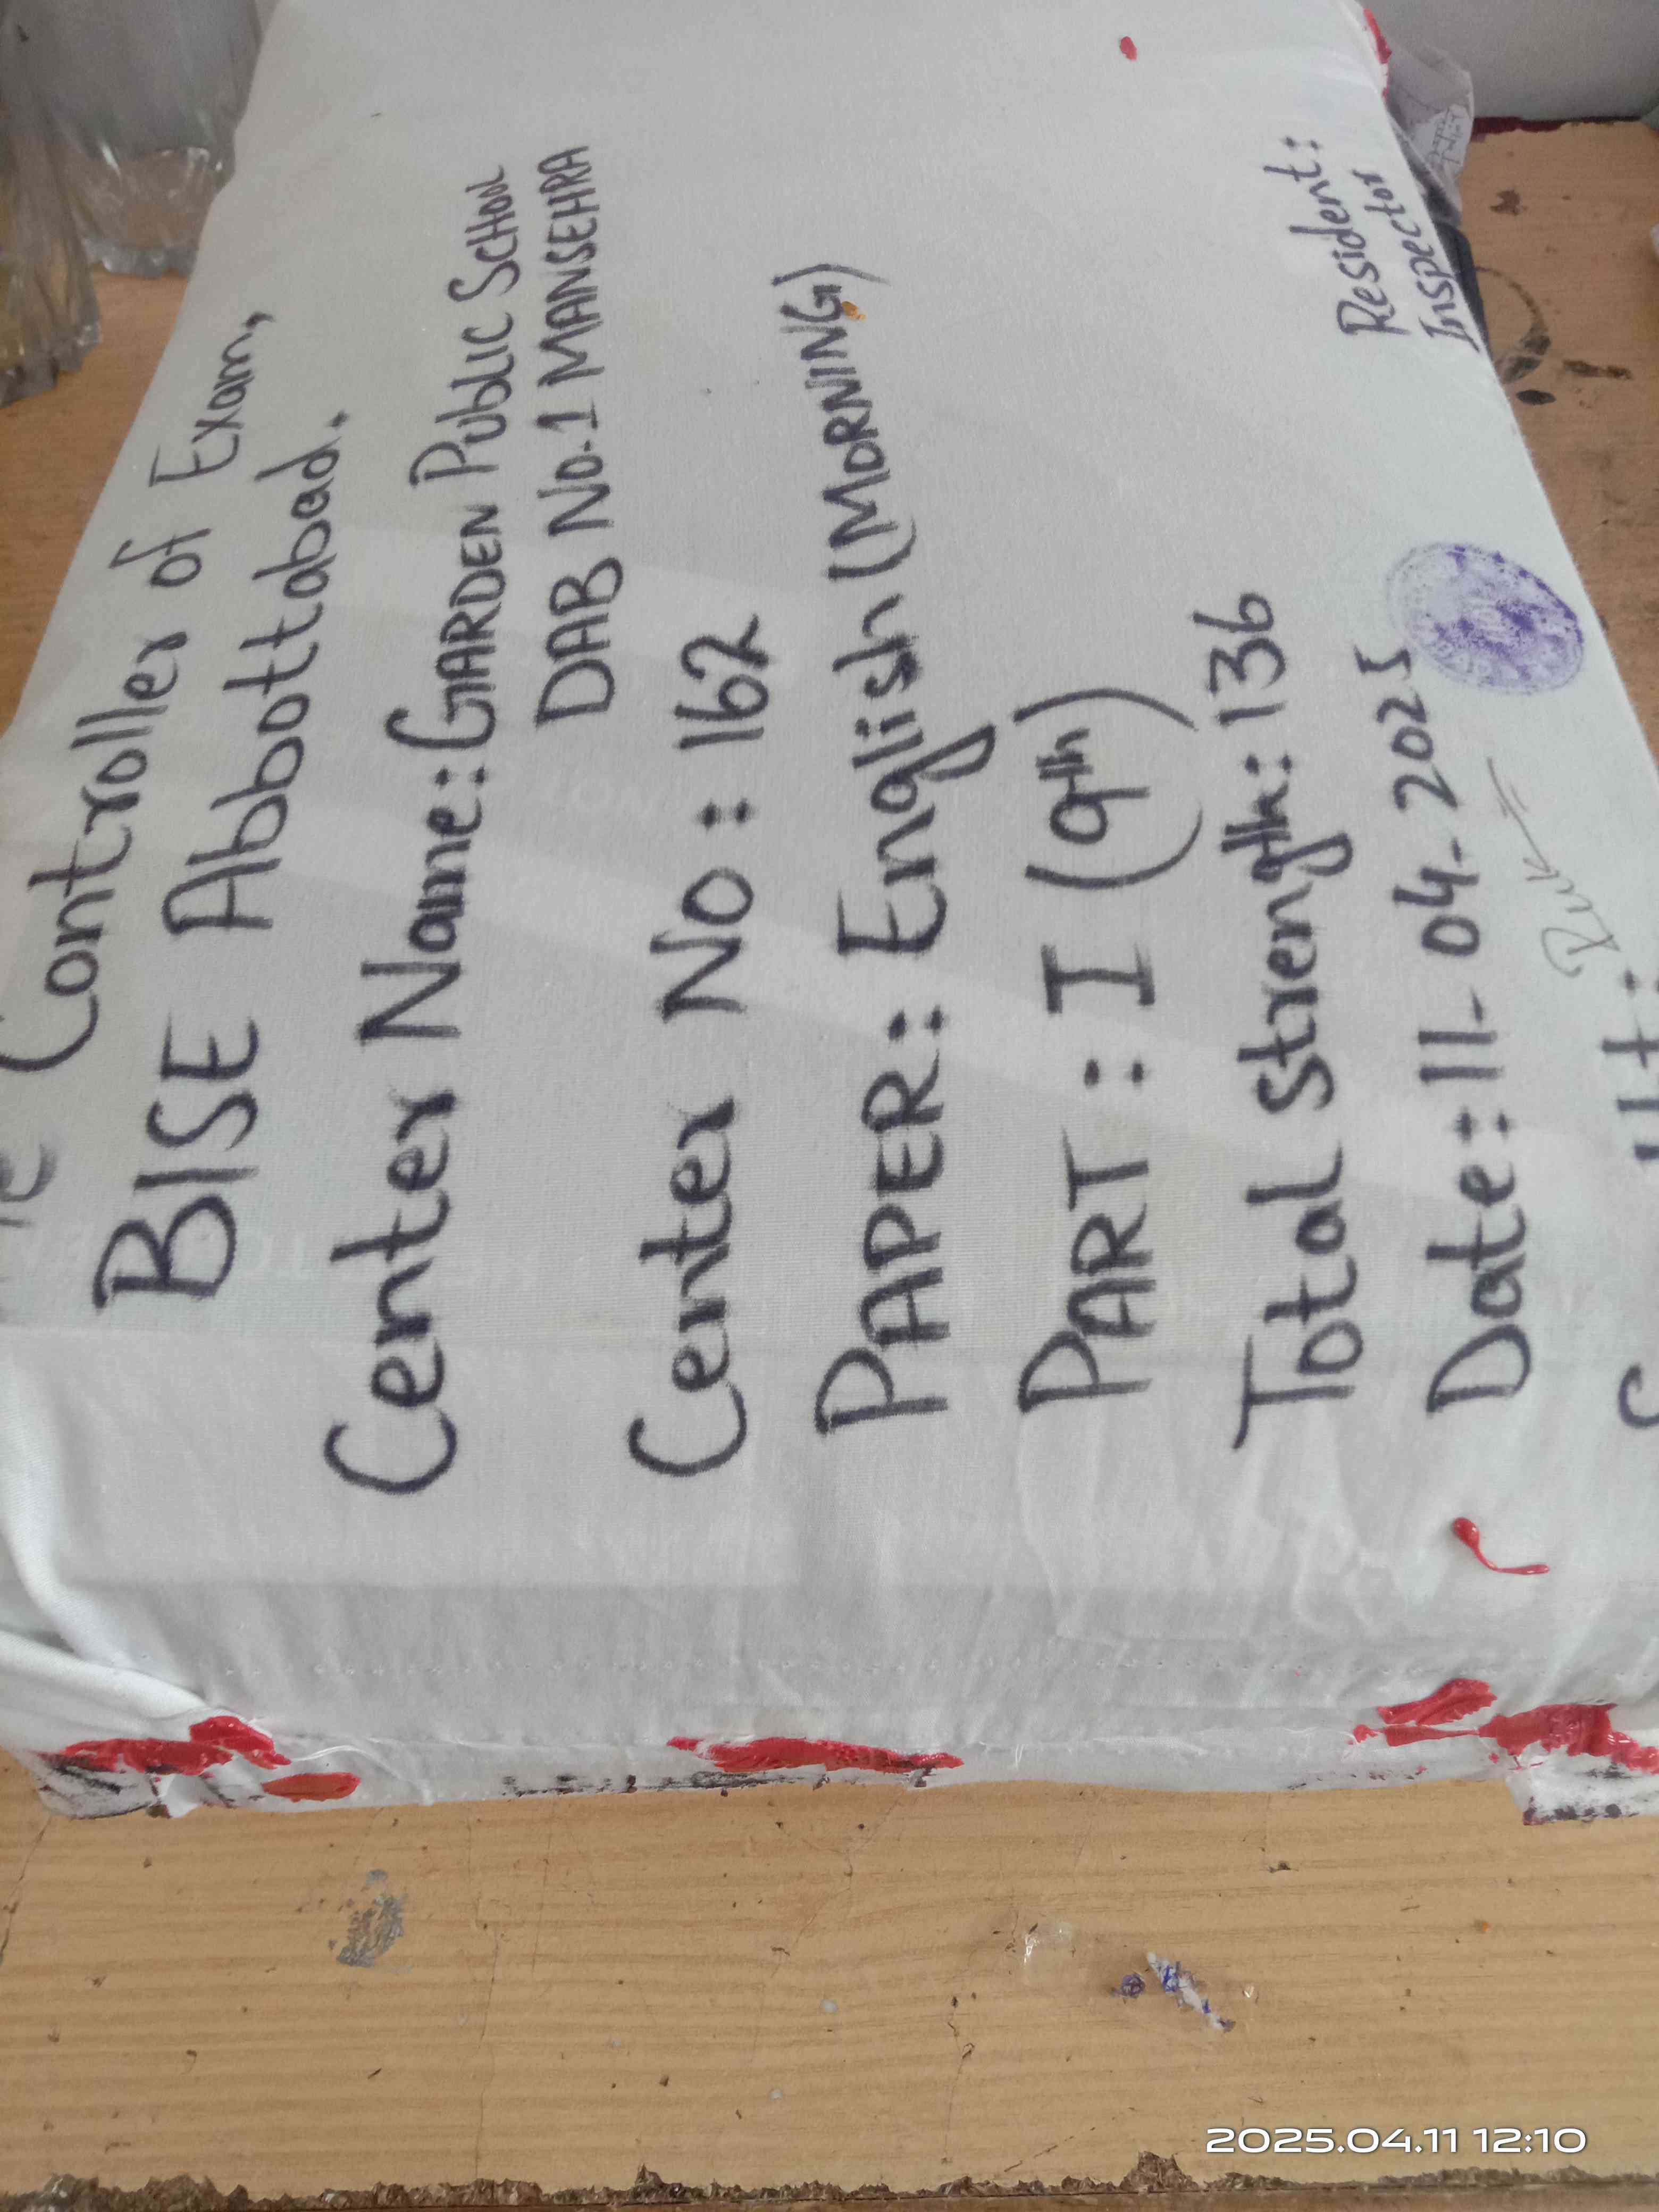 Controller of Exam,
BISE Abbottabad.
Center Name: GARDEN PUBLIC SCHOOL
DAB No.1 MANSEHRA
Center No: 162
PAPER: English (MORNING)
PART: I (9th)
Total Strength: 136
Date: 11-04-2025
Resident:
Inspector
2025.04.11 12:10